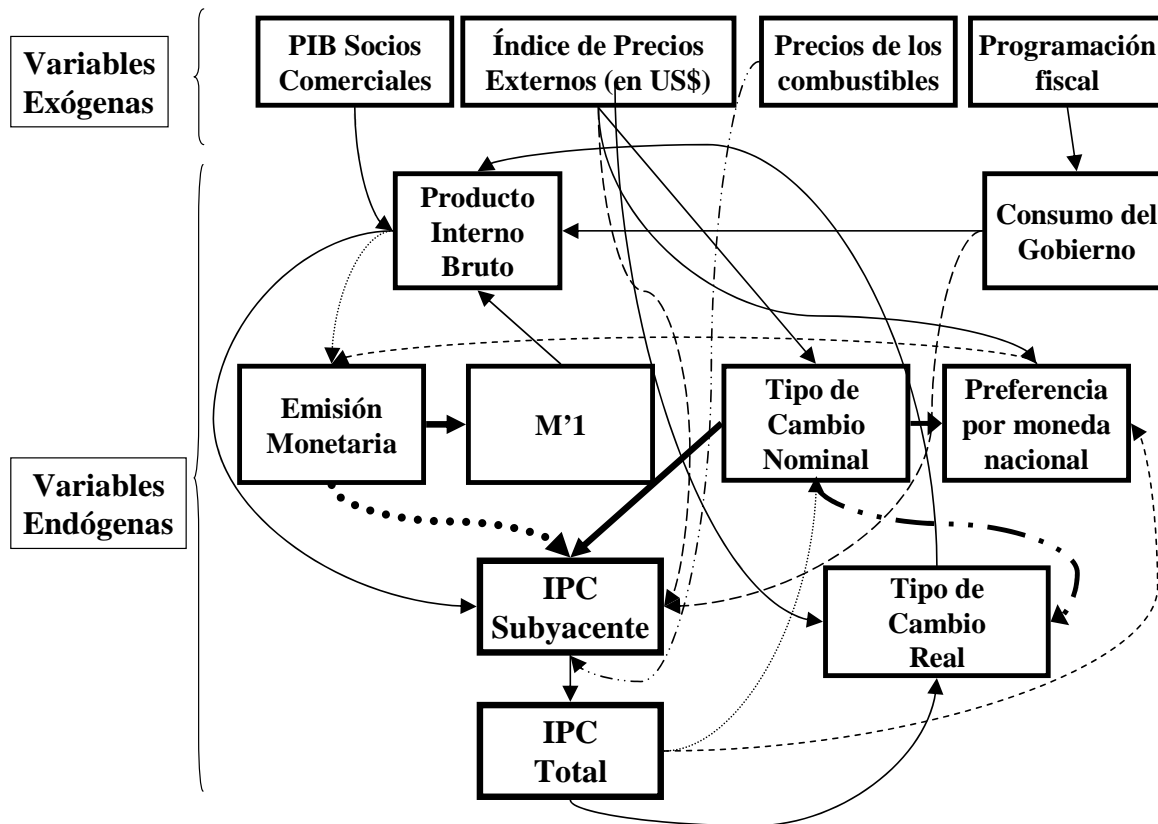 Variables
Exógenas
PIB Socios
Comerciales
Índice de Precios
Externos (en US$)
Precios de los
combustibles
Programación
fiscal
Producto
Interno
Bruto
Consumo del
Gobierno
Variables
Endógenas
Emisión
Monetaria
M'1
Tipo de
Cambio
Nominal
Preferencia
por moneda
nacional
IPC
Subyacente
Tipo de
Cambio
Real
IPC
Total